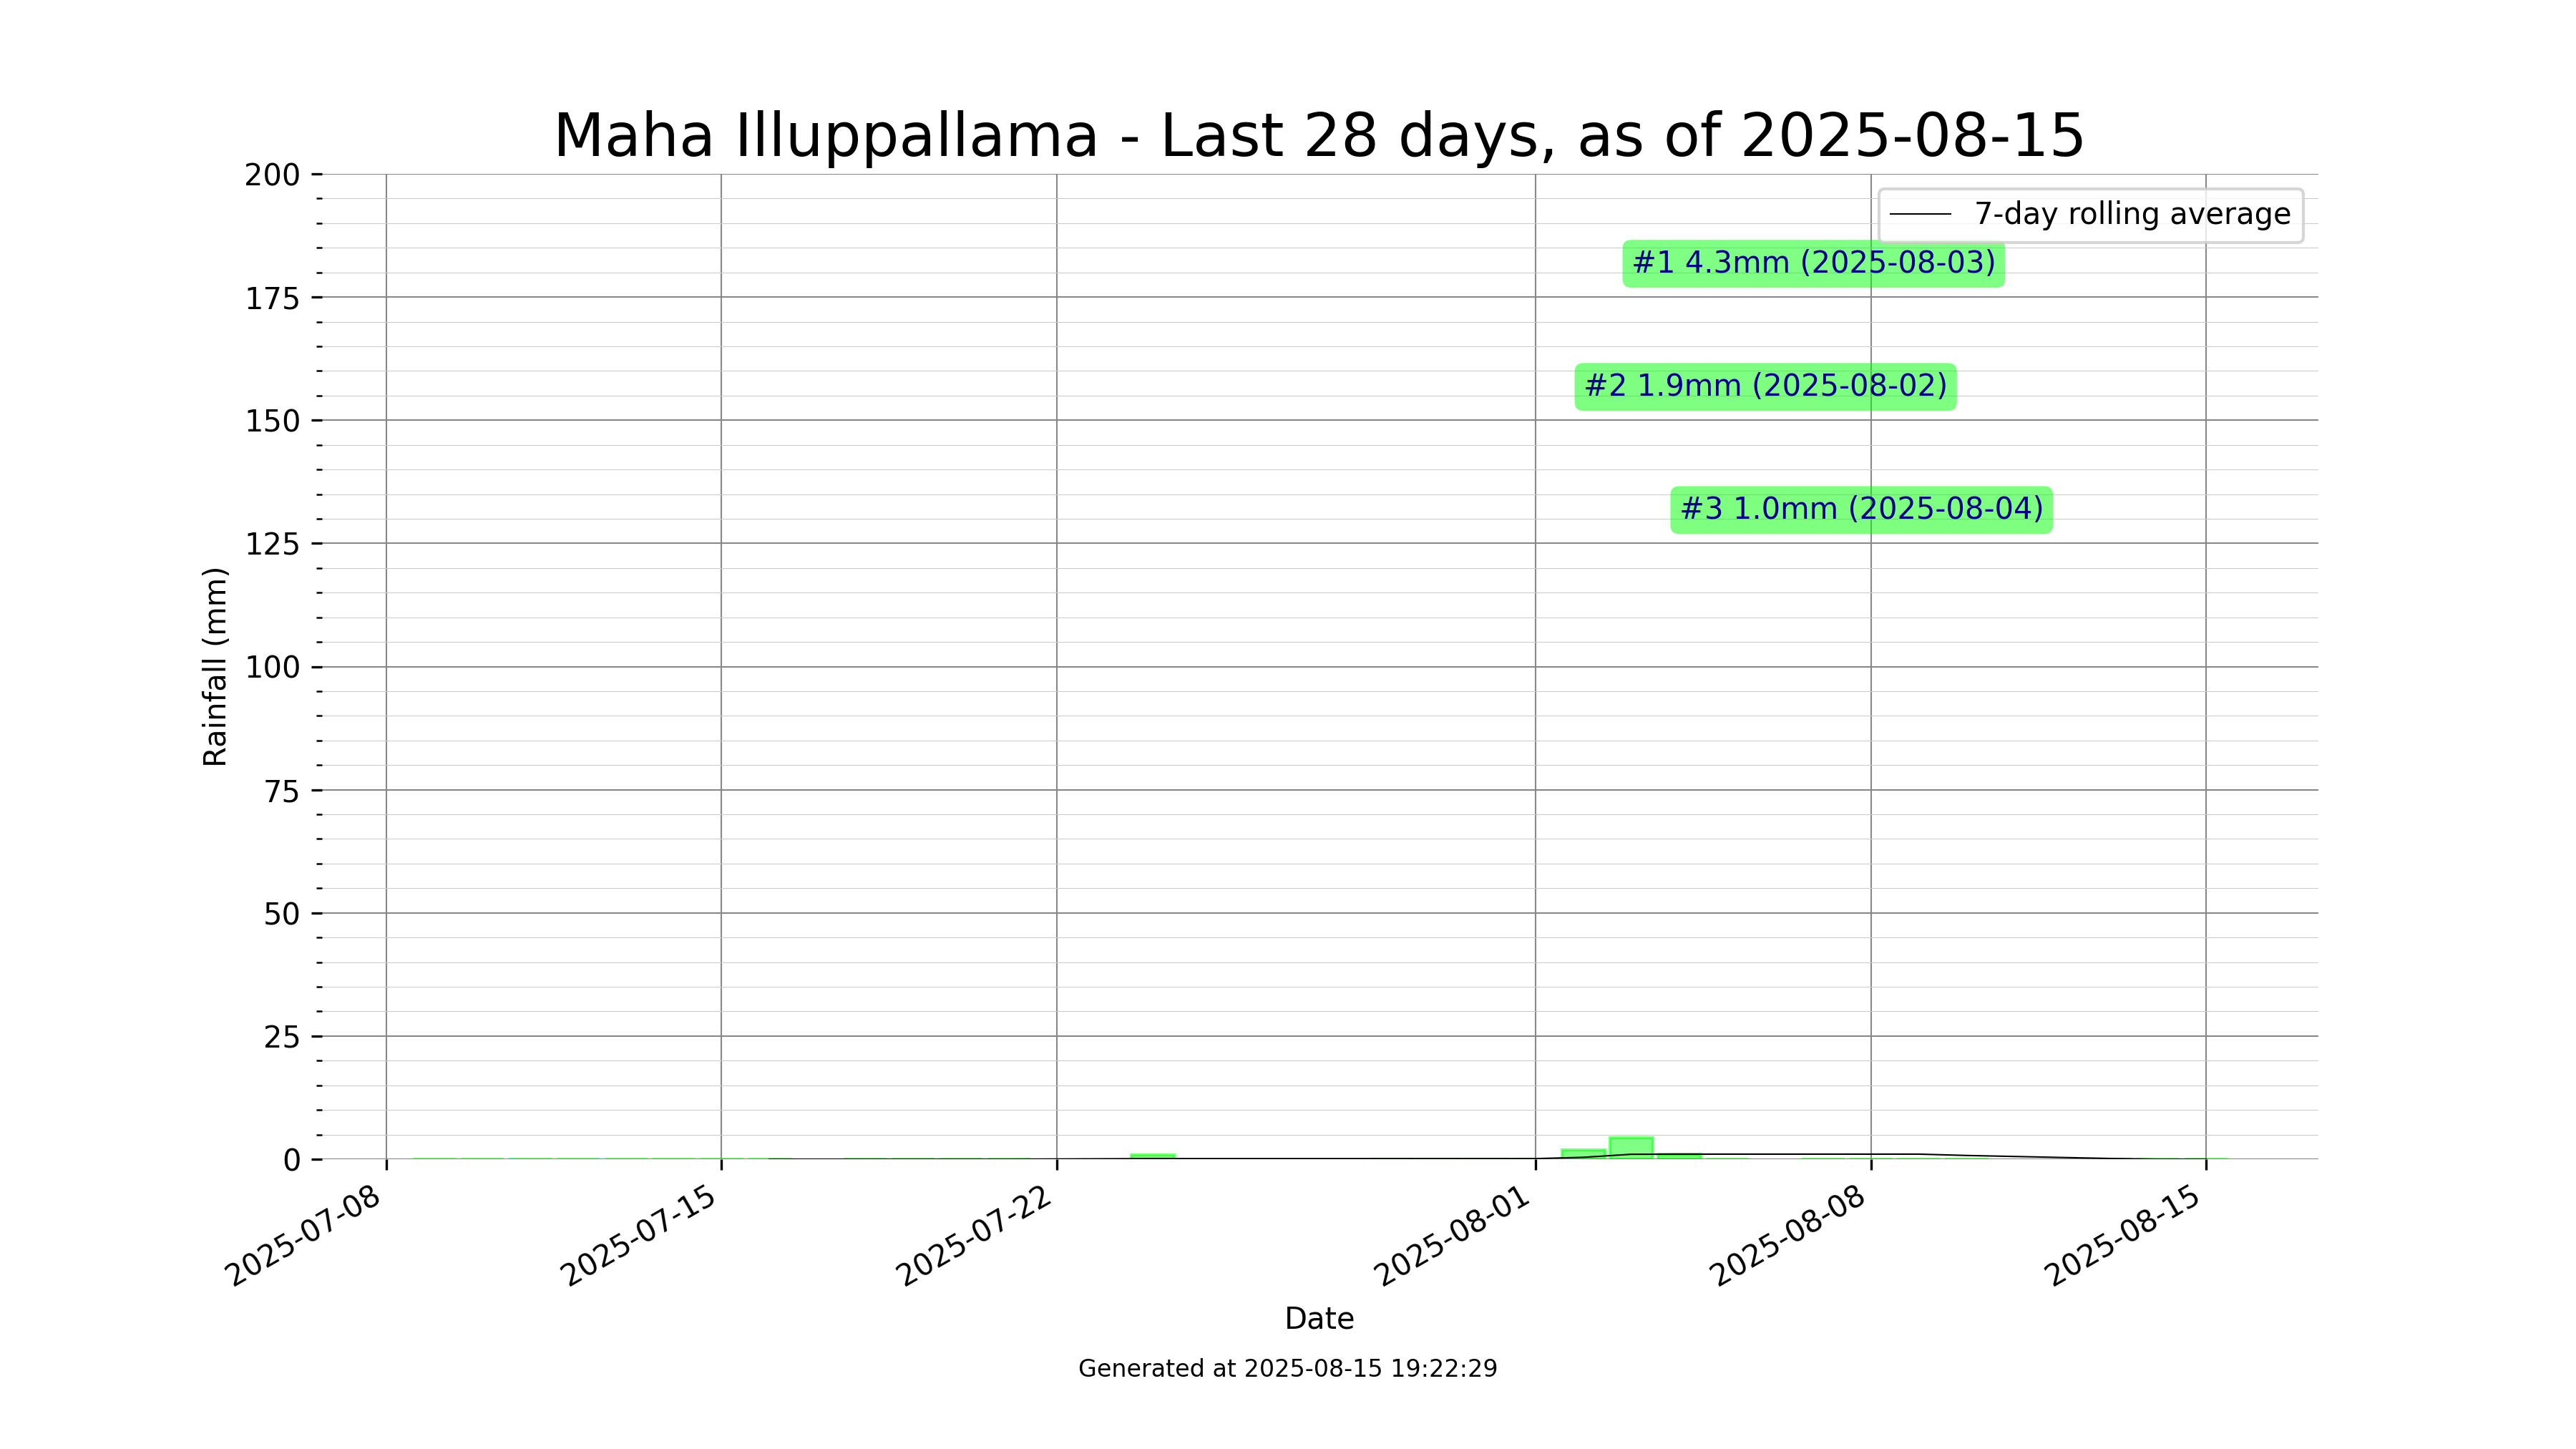 Maha Illuppallama - Last 28 days, as of 2025-08-15
7-day rolling average
#1 4.3mm (2025-08-03)
#2 1.9mm (2025-08-02)
#3 1.0mm (2025-08-04)
Rainfall (mm)
200
175
150
125
100
75
50
25
0
2025-07-08
2025-07-15
2025-07-22
2025-08-01
2025-08-08
2025-08-15
Date
Generated at 2025-08-15 19:22:29